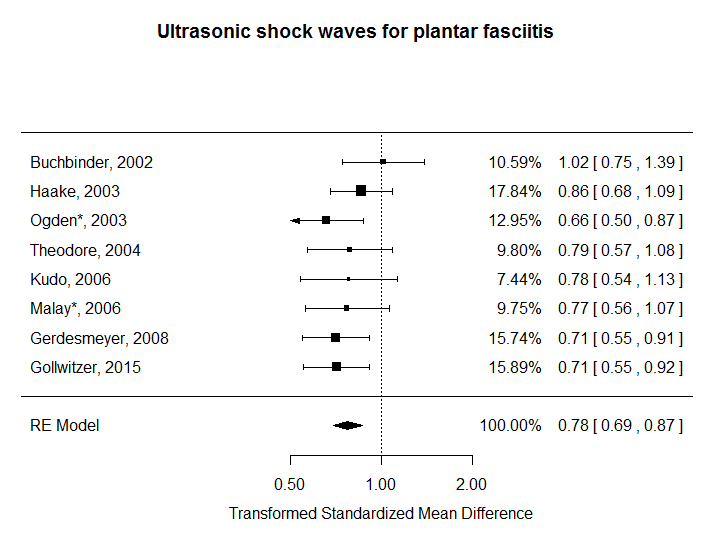 Ultrasonic shock waves for plantar fasciitis
Buchbinder, 2002 10.59% 1.02 [ 0.75 , 1.39 ]
Haake, 2003 17.84% 0.86 [ 0.68 , 1.09 ]
Ogden*, 2003 12.95% 0.66 [ 0.50 , 0.87 ]
Theodore, 2004 9.80% 0.79 [ 0.57 , 1.08 ]
Kudo, 2006 7.44% 0.78 [ 0.54 , 1.13 ]
Malay*, 2006 9.75% 0.77 [ 0.56 , 1.07 ]
Gerdesmeyer, 2008 15.74% 0.71 [ 0.55 , 0.91 ]
Gollwitzer, 2015 15.89% 0.71 [ 0.55 , 0.92 ]
RE Model 100.00% 0.78 [ 0.69 , 0.87 ]
0.50 1.00 2.00
Transformed Standardized Mean Difference